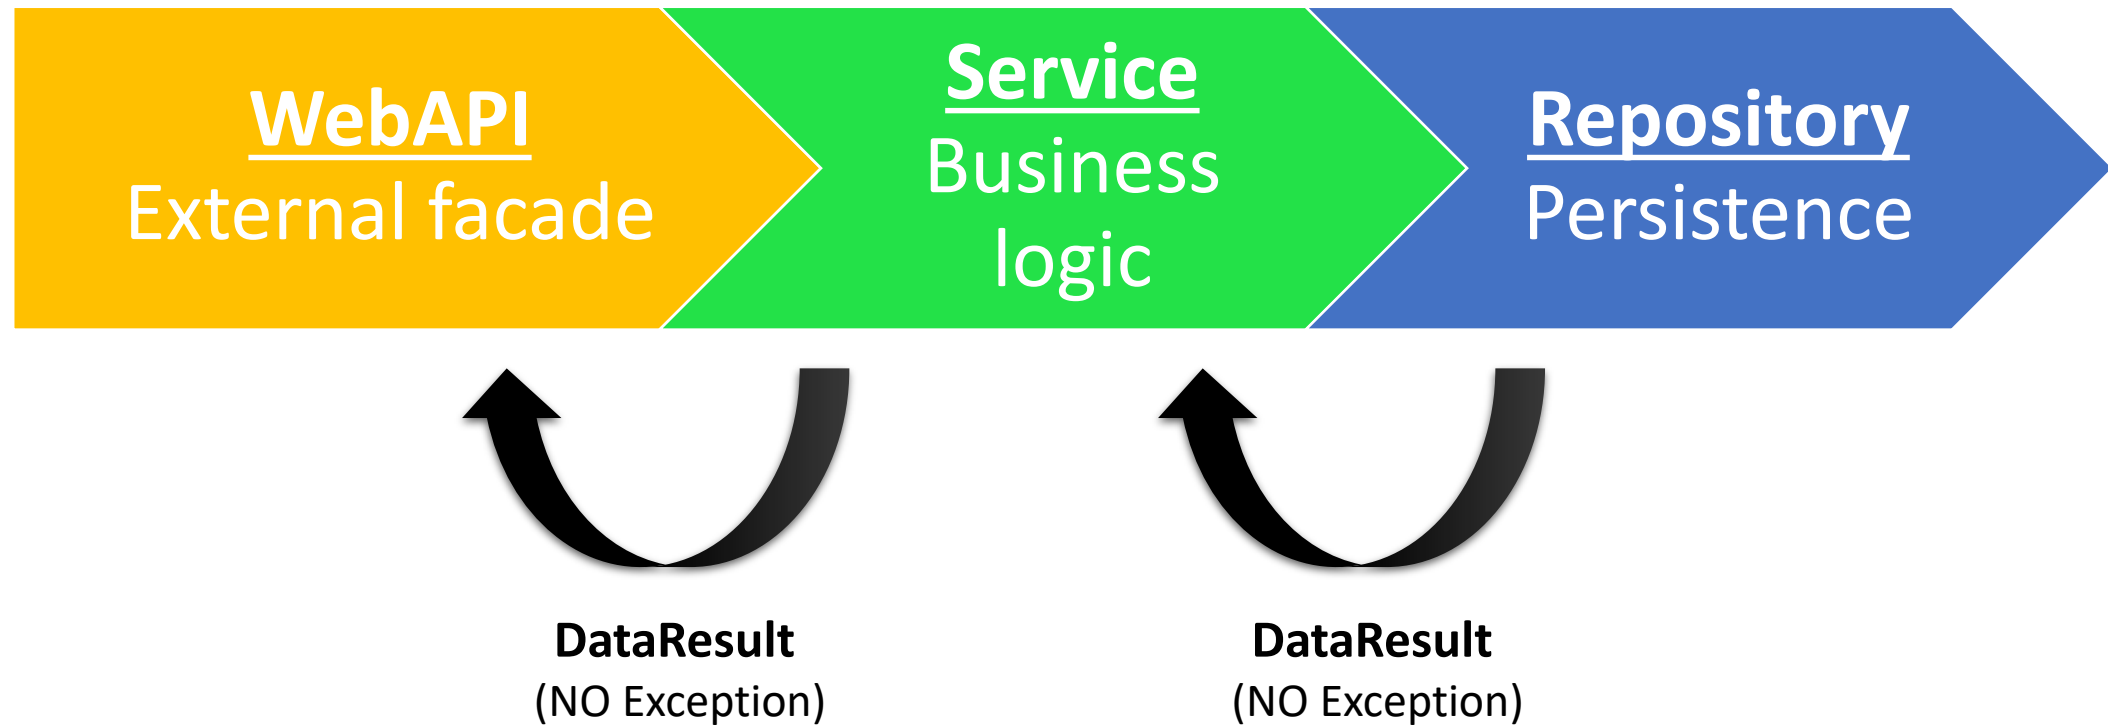 WebAPI
External facade
Service
Business
logic
Repository
Persistence
DataResult
(NO Exception)
DataResult
(NO Exception)